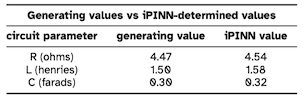 Generating values vs iPINN-determined values
circuit parameter generating value iPINN value
R (ohms) 4.47 4.54
L (henries) 1.50 1.58
C (farads) 0.30 0.32